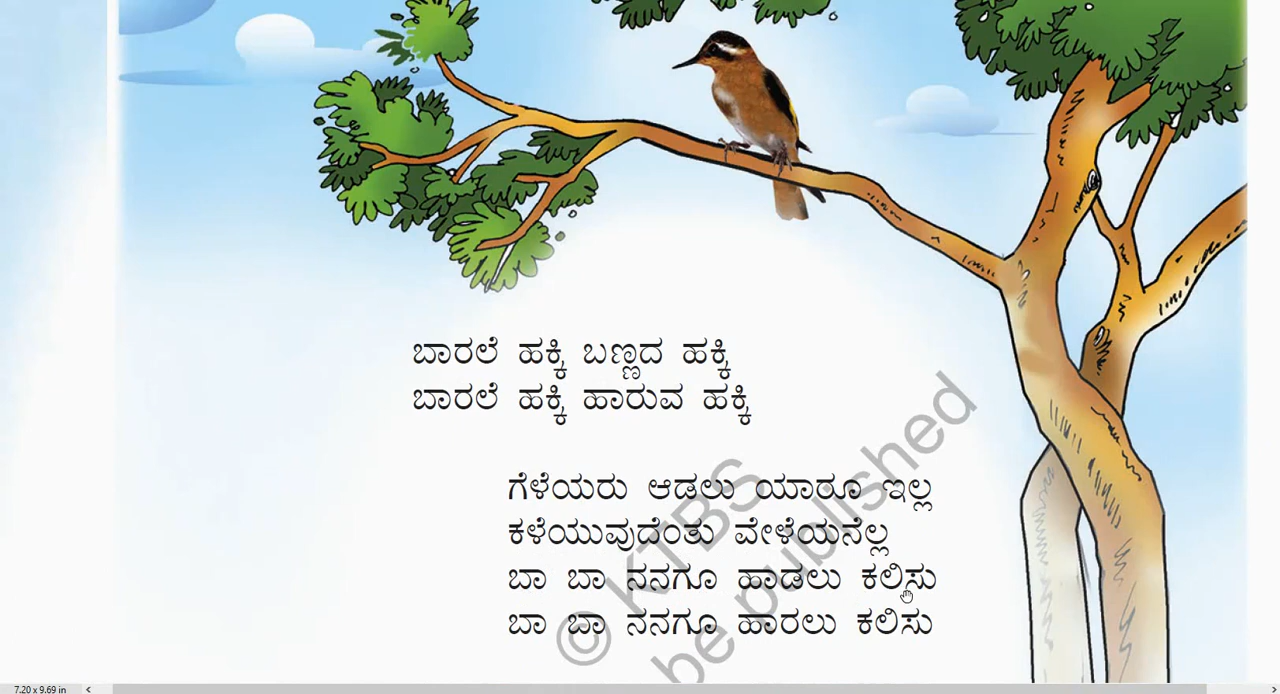 ಬಾರಲೆ ಹಕ್ಕಿ ಬಣ್ಣದ ಹಕ್ಕಿ
ಬಾರಲೆ ಹಕ್ಕಿ ಹಾರುವ ಹಕ್ಕಿ
ಗೆಳೆಯರು ಆಡಲು ಯಾರೂ ಇಲ್ಲ
ಕಳೆಯುವುದೆಂತು ವೇಳೆಯನೆಲ್ಲ
ಬಾ ಬಾ ನನಗೂ ಹಾಡಲು ಕಲಿಸು
ಬಾ ಬಾ ನನಗೂ ಹಾರಲು ಕಲಿಸು
© KTBS
be published
7.20 x 9.69 in